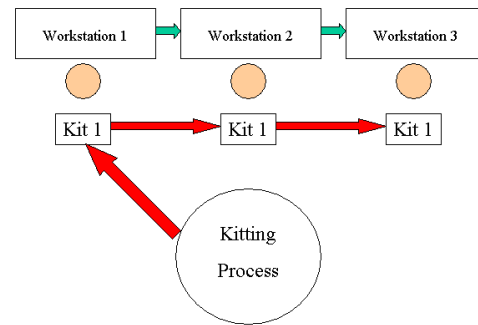 Workstation 1
Workstation 2
Workstation 3
Kit 1
Kit 1
Kit 1
Kitting
Process